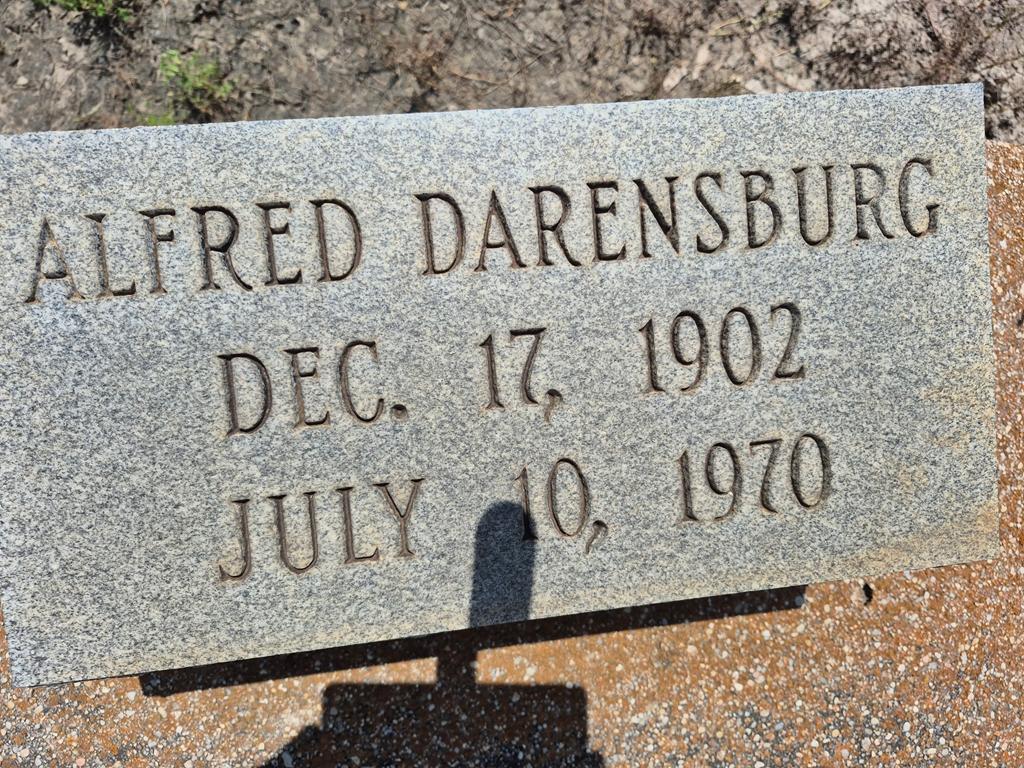 ALFRED DARENSBURG
DEC. 17, 1902
JULY 10, 1970